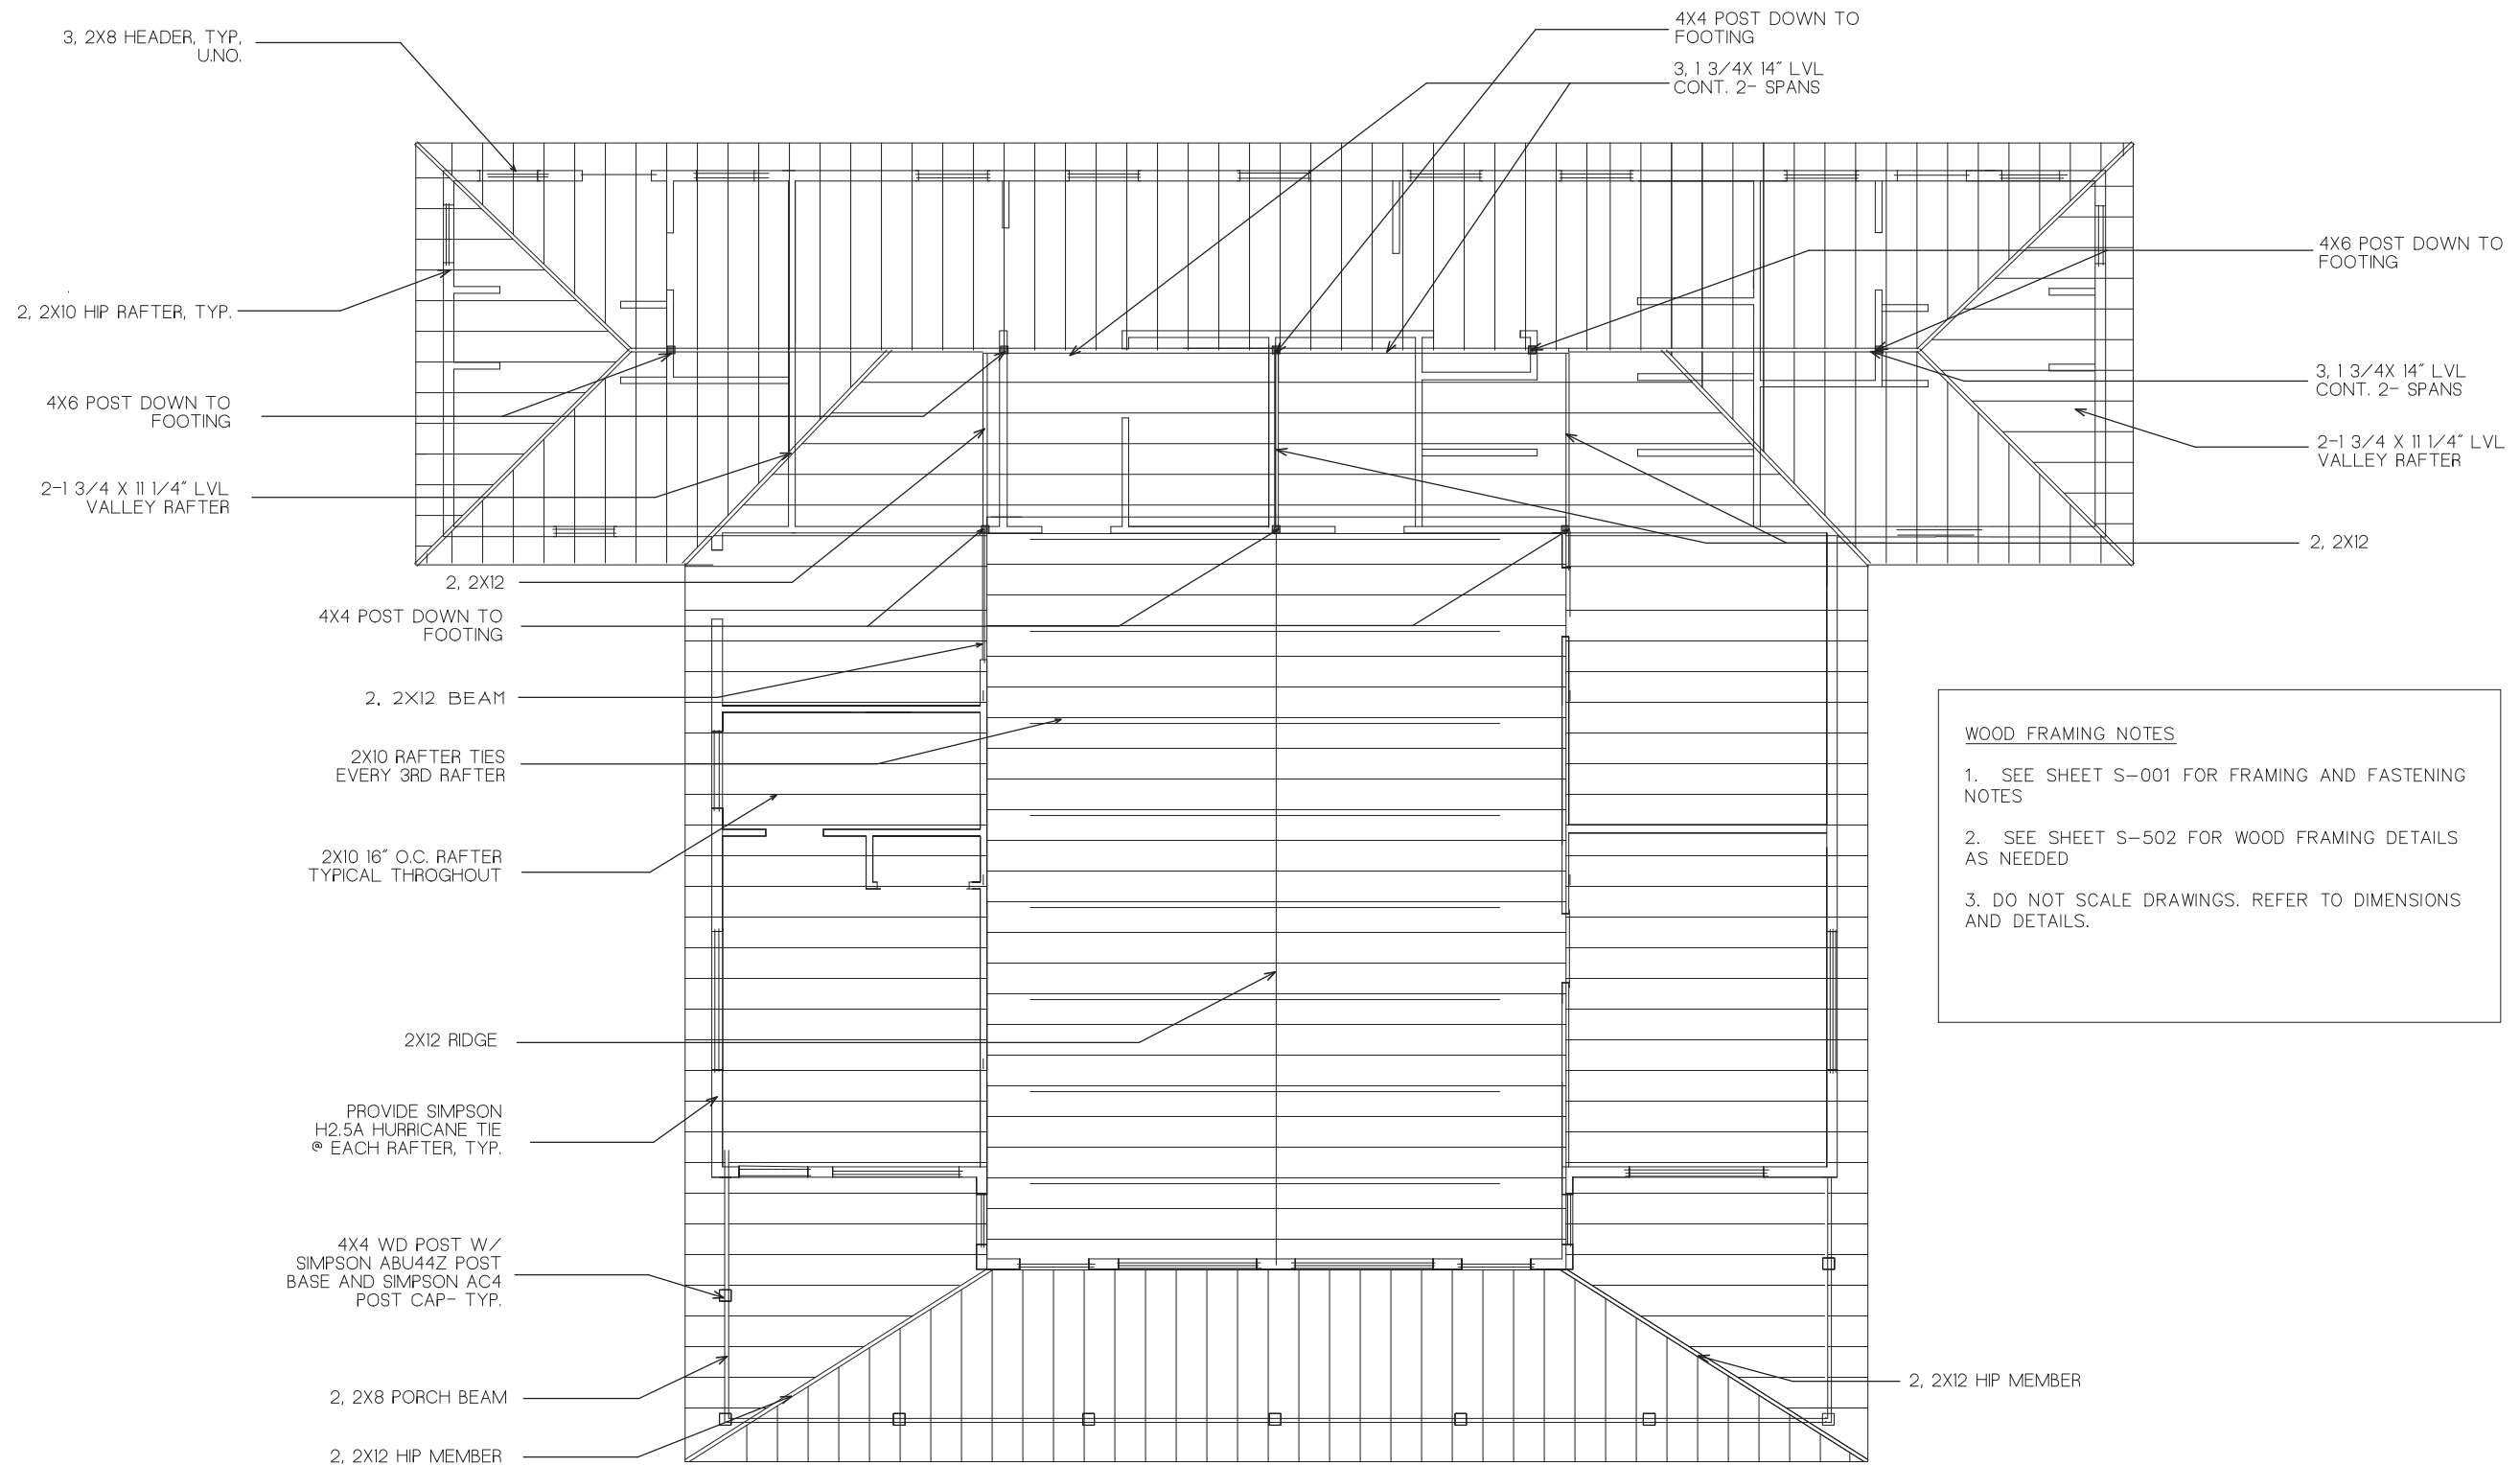 3, 2X8 HEADER, TYP,
U.NO.
2, 2X10 HIP RAFTER, TYP.
4X6 POST DOWN TO
FOOTING
2-1 3/4 X 11 1/4" LVL
VALLEY RAFTER
2, 2X12
4X4 POST DOWN TO
FOOTING
2, 2X12 BEAM
2X10 RAFTER TIES
EVERY 3RD RAFTER
2X10 16" O.C. RAFTER
TYPICAL THROGHOUT
2X12 RIDGE
PROVIDE SIMPSON
H2.5A HURRICANE TIE
@ EACH RAFTER, TYP.
4X4 WD POST W/
SIMPSON ABU44Z POST
BASE AND SIMPSON AC4
POST CAP- TYP.
2, 2X8 PORCH BEAM
2, 2X12 HIP MEMBER
4X4 POST DOWN TO
FOOTING
3, 1 3/4X 14" LVL
CONT. 2- SPANS
4X6 POST DOWN TO
FOOTING
3, 1 3/4X 14" LVL
CONT. 2- SPANS
2-1 3/4 X 11 1/4" LVL
VALLEY RAFTER
2, 2X12
WOOD FRAMING NOTES
1. SEE SHEET S-001 FOR FRAMING AND FASTENING
NOTES
2. SEE SHEET S-502 FOR WOOD FRAMING DETAILS
AS NEEDED
3. DO NOT SCALE DRAWINGS. REFER TO DIMENSIONS
AND DETAILS.
2, 2X12 HIP MEMBER